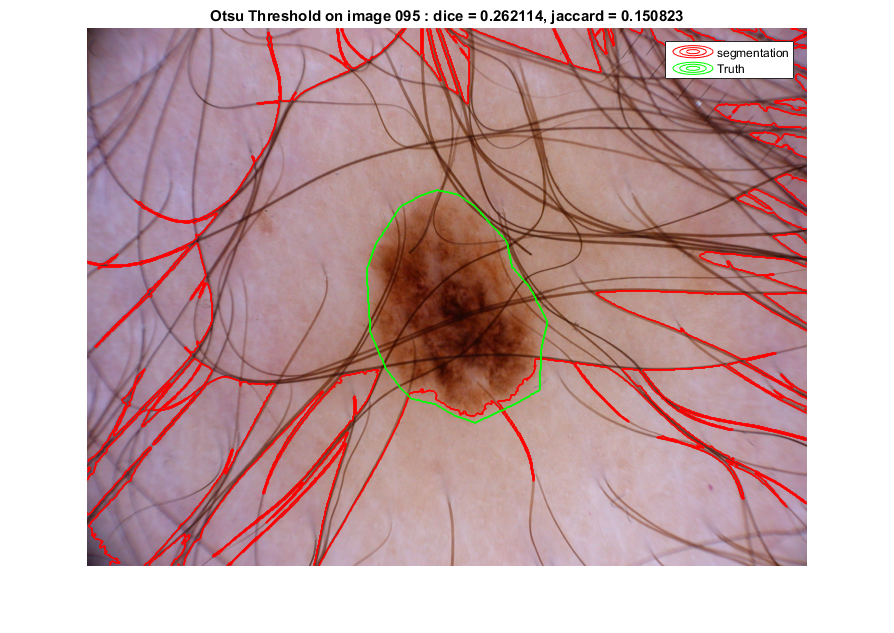 Otsu Threshold on image 095 : dice = 0.262114, jaccard = 0.150823
segmentation
Truth